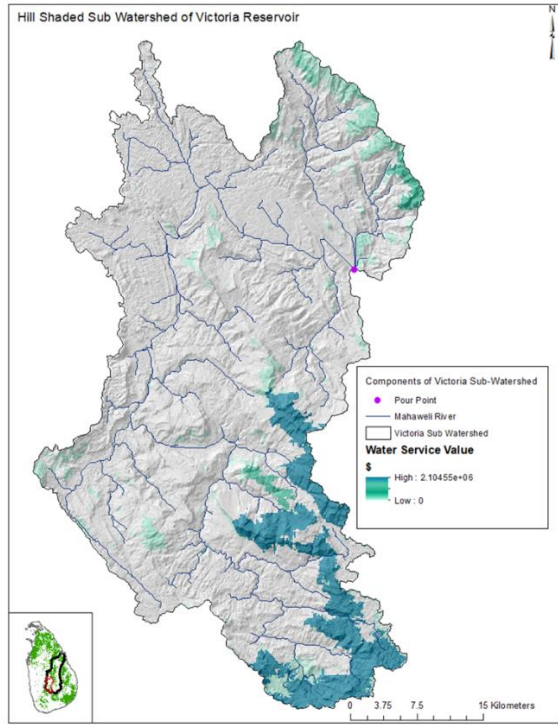 Hill Shaded Sub Watershed of Victoria Reservoir
N
Components of Victoria Sub-Watershed
Pour Point
Mahaweli River
Victoria Sub Watershed
Water Service Value
$
High : 2.10455e+06
Low : 0
0 3.75 7.5 15 Kilometers